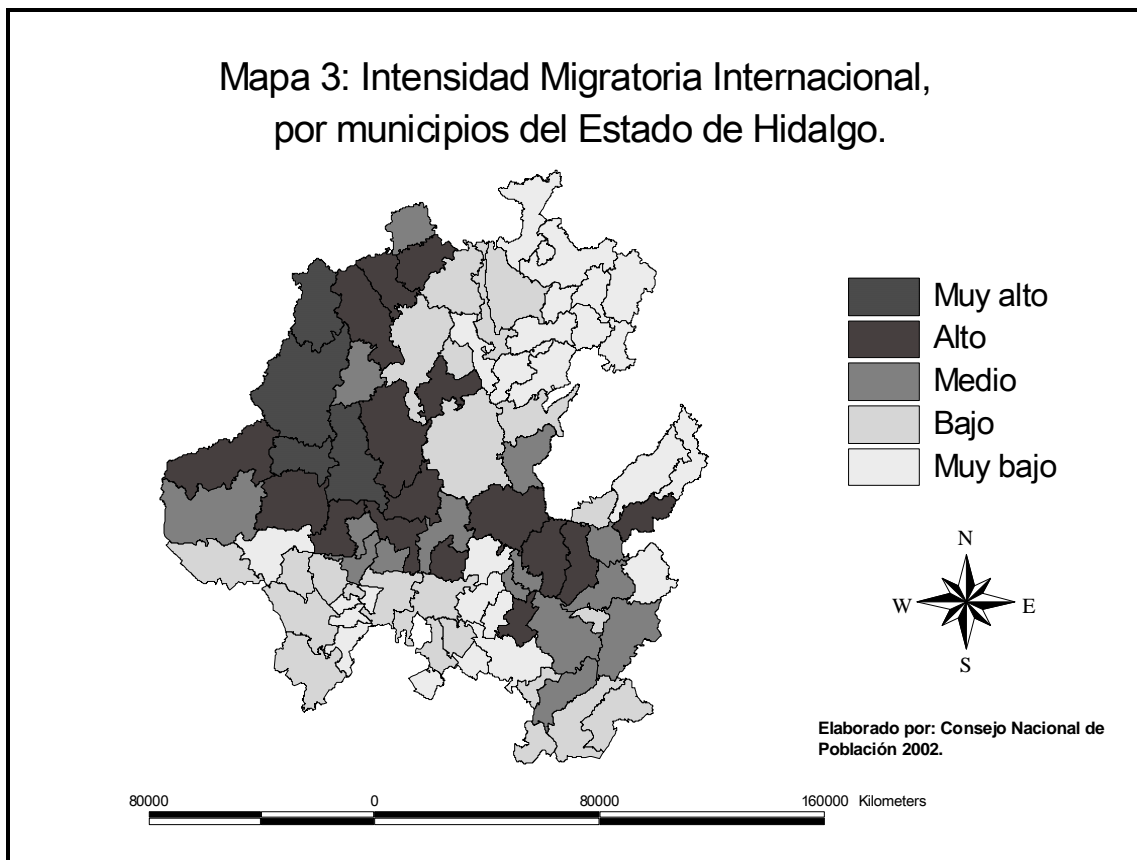 Mapa 3: Intensidad Migratoria Internacional,
por municipios del Estado de Hidalgo.
Muy alto
Alto
Medio
Bajo
Muy bajo
N
W
E
S
Elaborado por: Consejo Nacional de
Población 2002.
80000 0 80000 160000 Kilometers